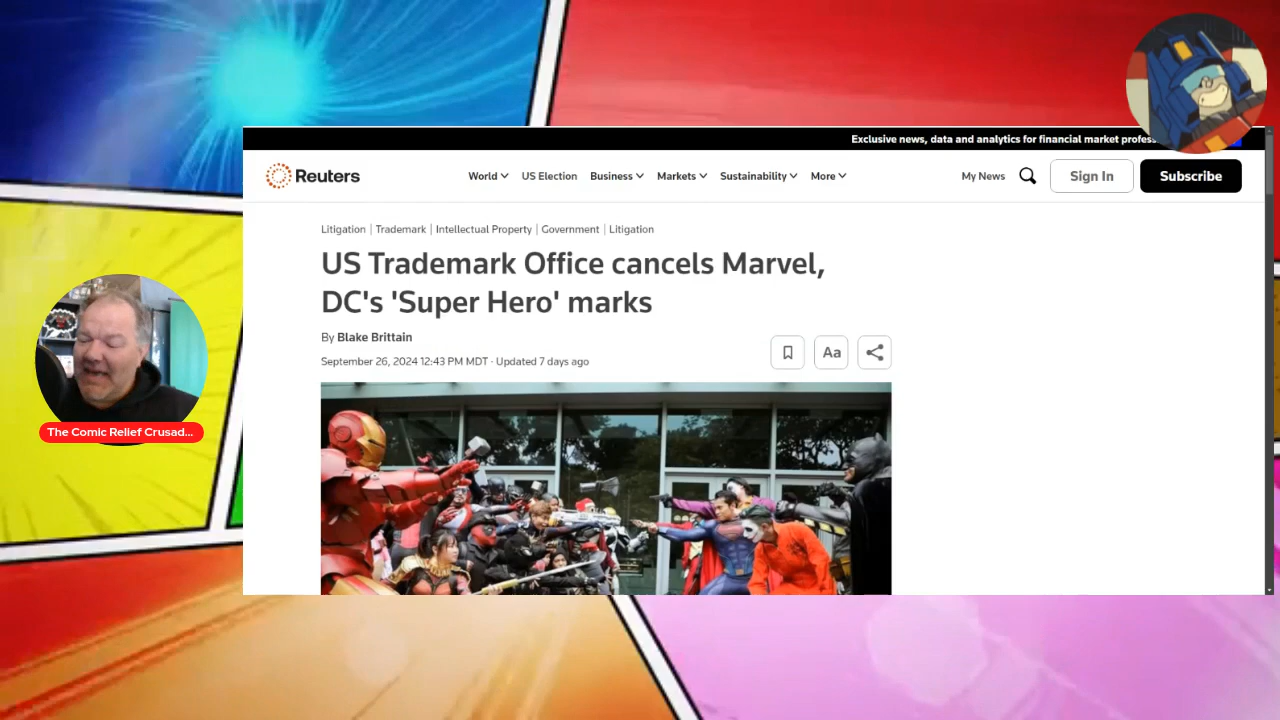 Exclusive news, data and analytics for financial market
Reuters
World US Election Business Markets Sustainability More My News Sign In Subscribe
Litigation | Trademark | Intellectual Property | Government | Litigation
US Trademark Office cancels Marvel,
DC's 'Super Hero' marks
By Blake Brittain
September 26, 2024 12:43 PM MDT · Updated 7 days ago
Aa
The Comic Relief Crusad...